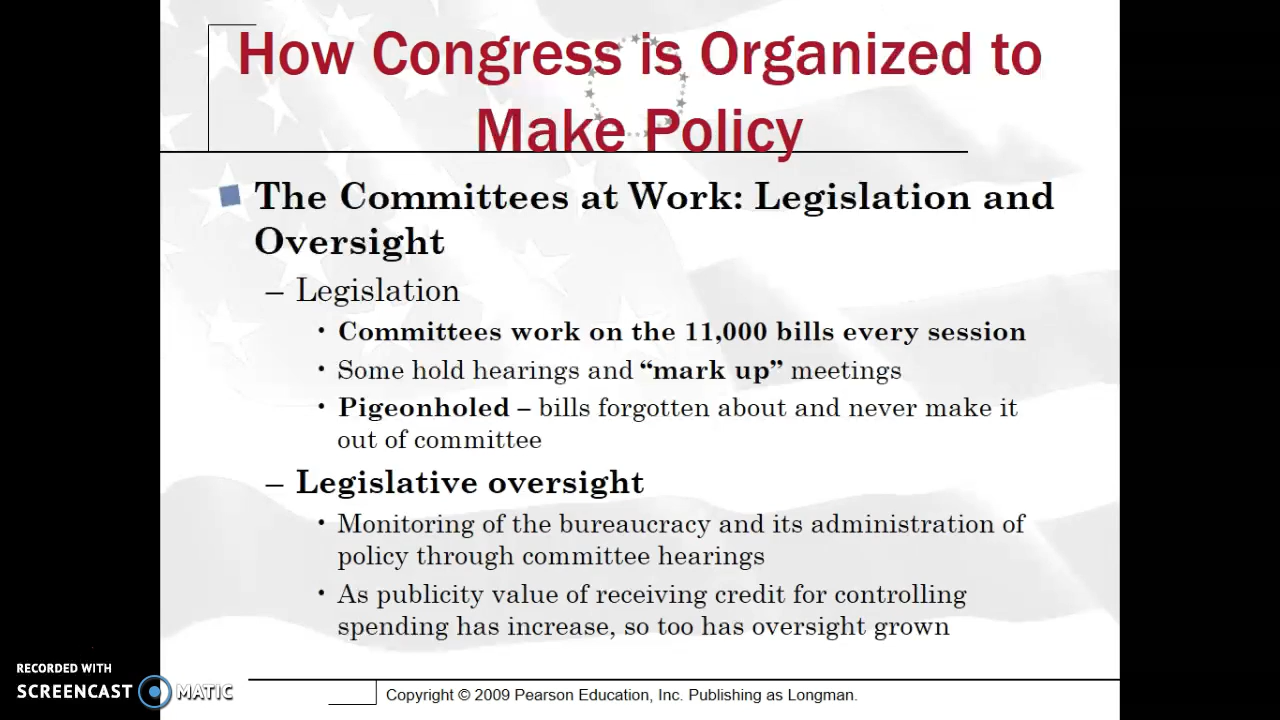 How Congress is Organized to
Make Policy
The Committees at Work: Legislation and
Oversight
– Legislation
• Committees work on the 11,000 bills every session
• Some hold hearings and “mark up” meetings
• Pigeonholed – bills forgotten about and never make it
out of committee
– Legislative oversight
• Monitoring of the bureaucracy and its administration of
policy through committee hearings
• As publicity value of receiving credit for controlling
spending has increase, so too has oversight grown
RECORDED WITH
SCREENCAST MATIC
Copyright © 2009 Pearson Education, Inc. Publishing as Longman.